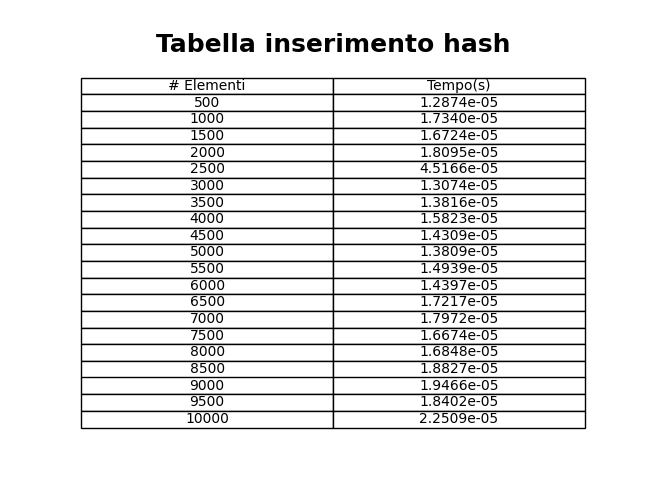 Tabella inserimento hash
# Elementi Tempo(s)
500 1.2874e-05
1000 1.7340e-05
1500 1.6724e-05
2000 1.8095e-05
2500 4.5166e-05
3000 1.3074e-05
3500 1.3816e-05
4000 1.5823e-05
4500 1.4309e-05
5000 1.3809e-05
5500 1.4939e-05
6000 1.4397e-05
6500 1.7217e-05
7000 1.7972e-05
7500 1.6674e-05
8000 1.6848e-05
8500 1.8827e-05
9000 1.9466e-05
9500 1.8402e-05
10000 2.2509e-05